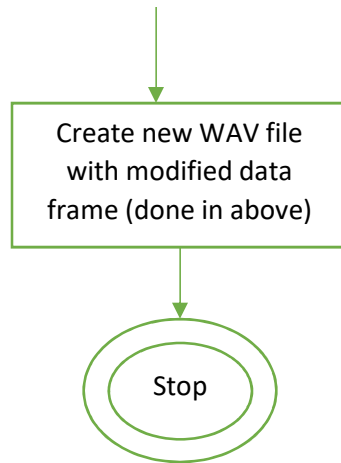 Create new WAV file
with modified data
frame (done in above)
Stop